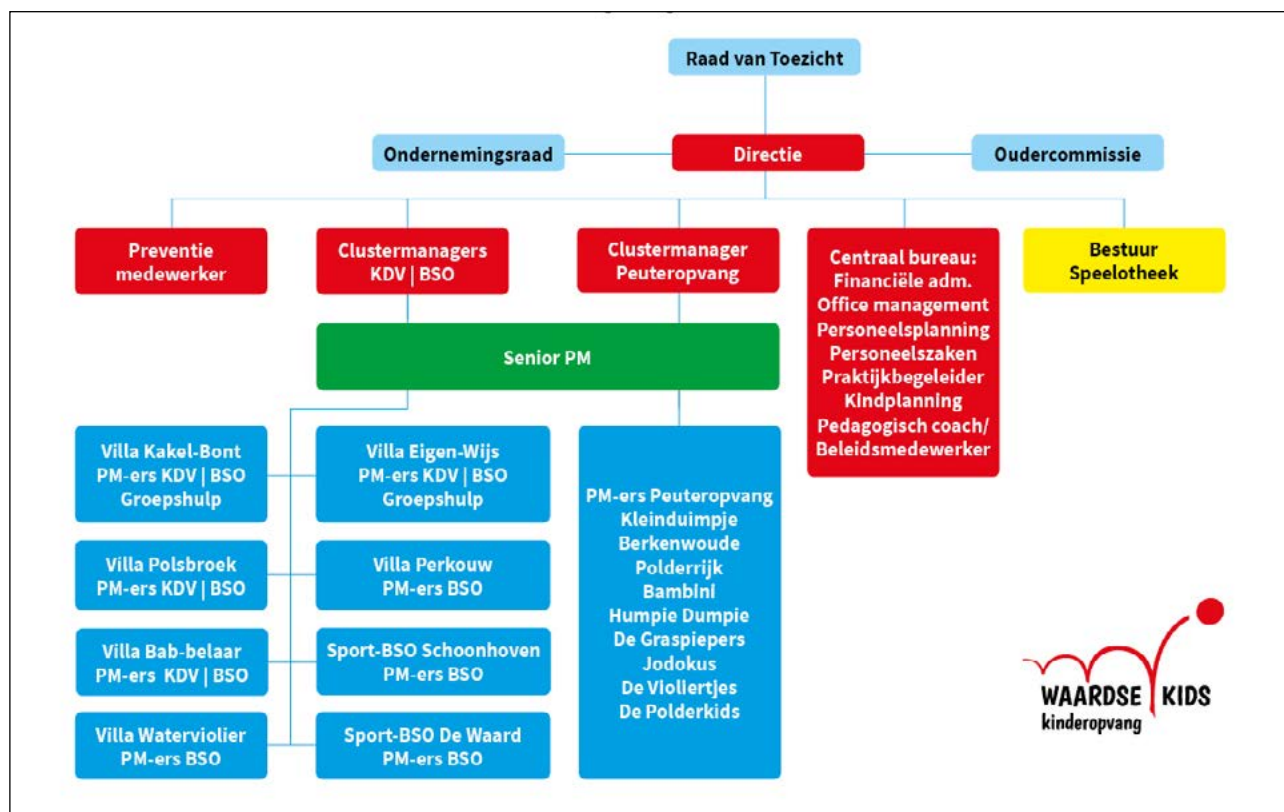 Raad van Toezicht
Ondernemingsraad
Directie
Oudercommissie
Preventie
medewerker
Clustermanagers
KDV | BSO
Clustermanager
Peuteropvang
Centraal bureau:
Financiële adm.
Office management
Personeelsplanning
Personeelszaken
Praktijkbegeleider
Kindplanning
Pedagogisch coach/
Beleidsmedewerker
Bestuur
Speelotheek
Senior PM
Villa Kakel-Bont
PM-ers KDV | BSO
Groepshulp
Villa Eigen-Wijs
PM-ers KDV | BSO
Groepshulp
Villa Polsbroek
PM-ers KDV | BSO
Villa Perkouw
PM-ers BSO
Villa Bab-belaar
PM-ers KDV | BSO
Sport-BSO Schoonhoven
PM-ers BSO
Villa Waterviolier
PM-ers BSO
Sport-BSO De Waard
PM-ers BSO
PM-ers Peuteropvang
Kleinduimpje
Berkenwoude
Polderrijk
Bambini
Humpie Dumpie
De Graspiepers
Jodokus
De Violiertjes
De Polderkids
WAARDSE KIDS
kinderopvang